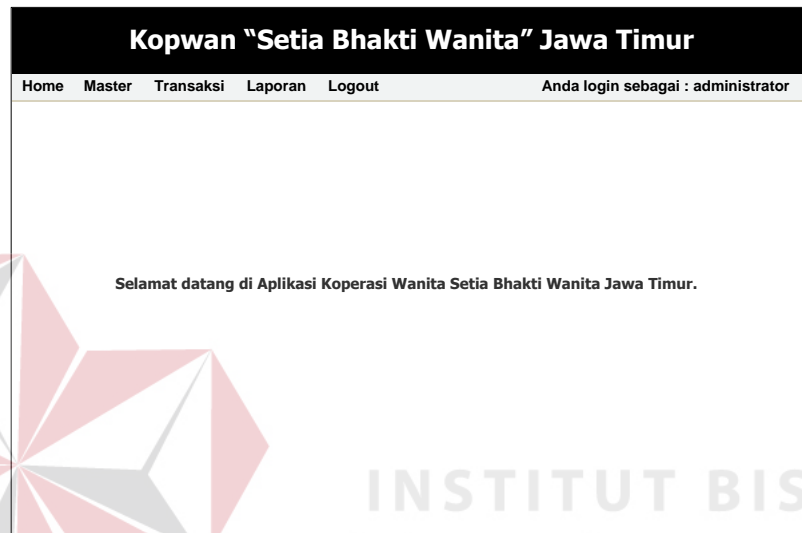 Kopwan “Setia Bhakti Wanita” Jawa Timur
Home Master Transaksi Laporan Logout Anda login sebagai : administrator
Selamat datang di Aplikasi Koperasi Wanita Setia Bhakti Wanita Jawa Timur.
INSTITUT BIS